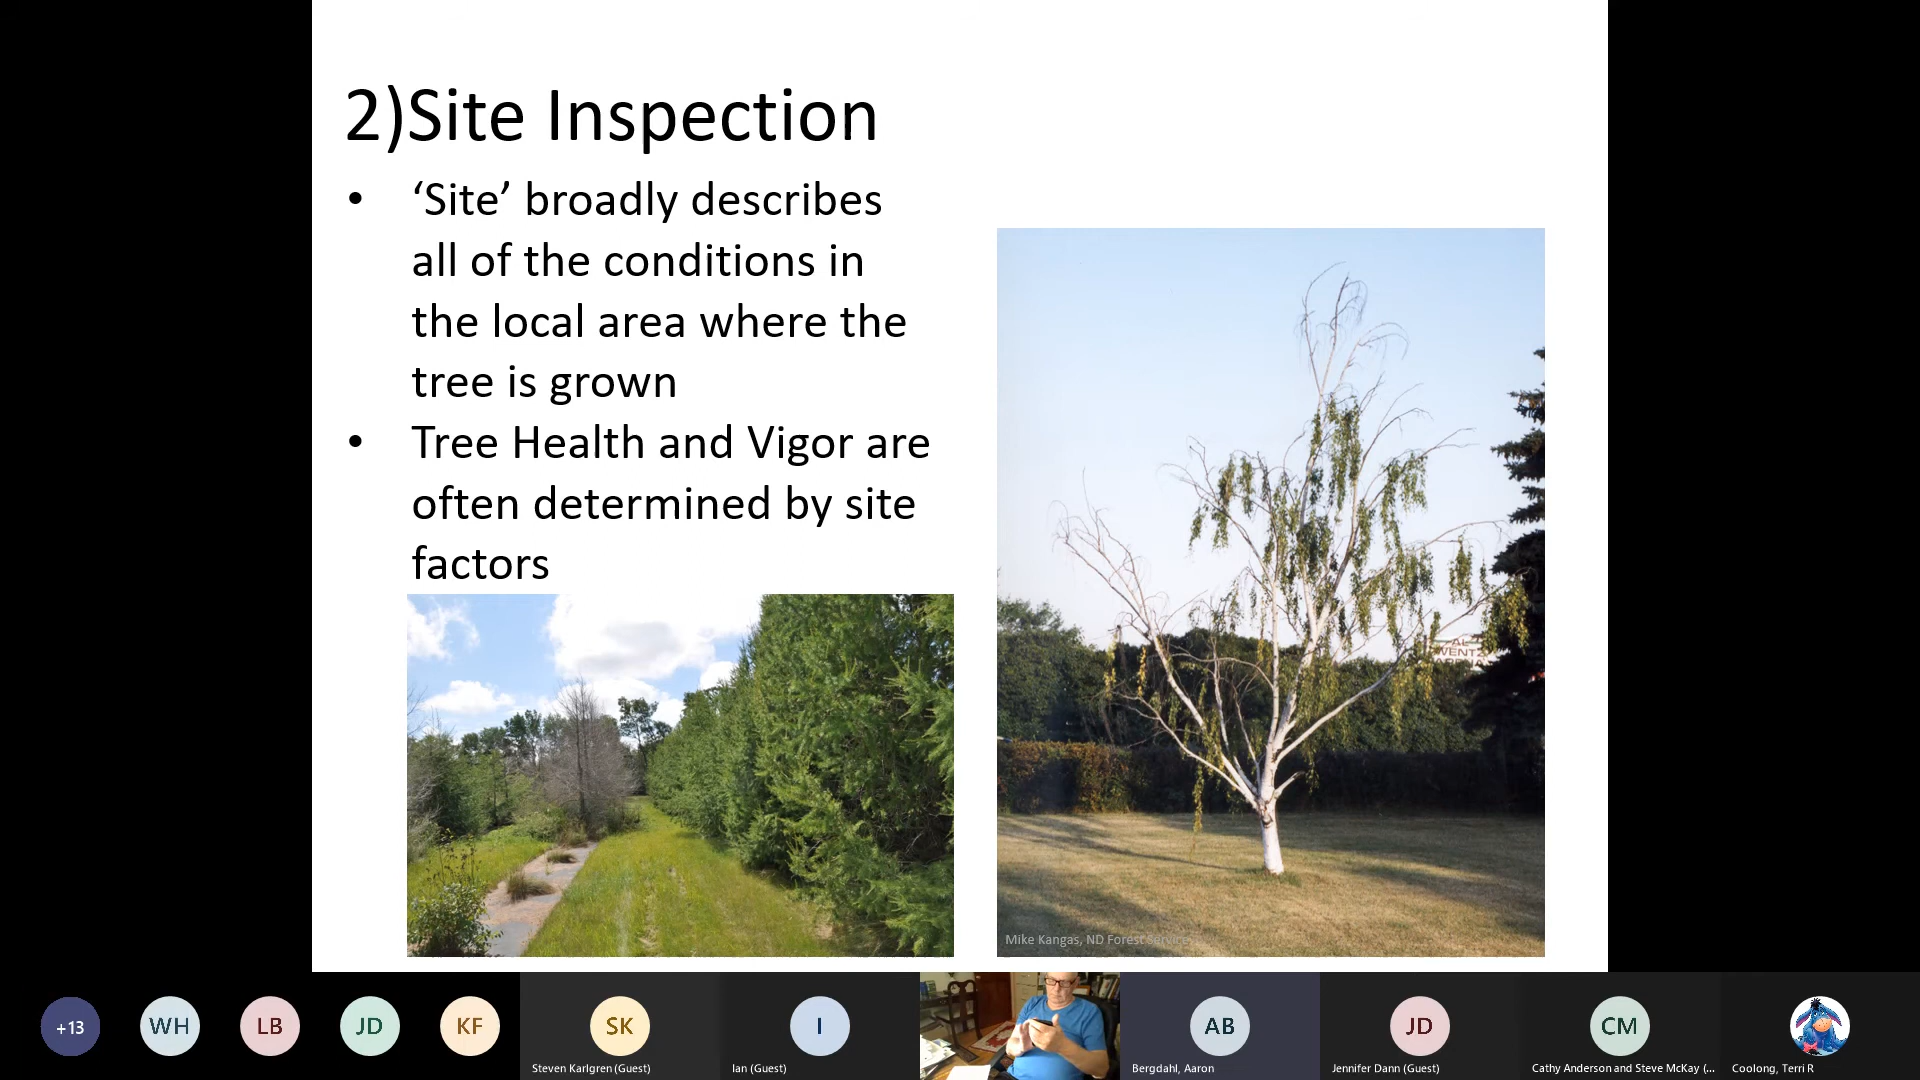 2)Site Inspection
• ‘Site’ broadly describes
all of the conditions in
the local area where the
tree is grown
• Tree Health and Vigor are
often determined by site
factors
AL
WENTZ
ARENA
Mike Kangas, ND Forest Service
+13
WH
LB
JD
KF
SK
I
AB
JD
CM
Steven Karlgren (Guest)
Ian (Guest)
Bergdahl, Aaron
Jennifer Dann (Guest)
Cathy Anderson and Steve McKay (...
Coolong, Terri R